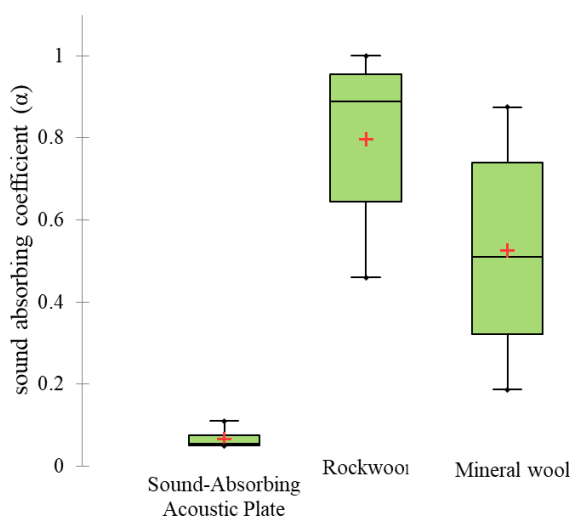 sound absorbing coefficient (α)
1
0.8
0.6
0.4
0.2
0
Sound-Absorbing
Acoustic Plate
Rockwool
Mineral wool